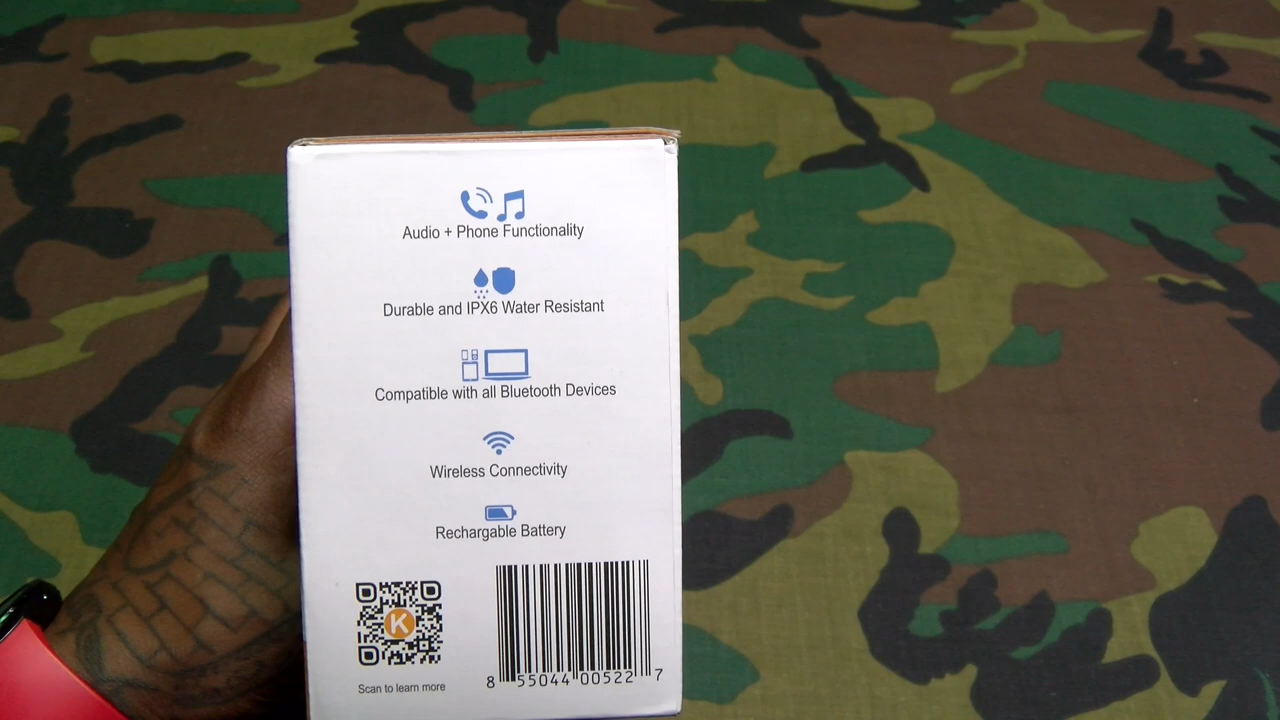 Audio + Phone Functionality
Durable and IPX6 Water Resistant
Compatible with all Bluetooth Devices
Wireless Connectivity
Rechargable Battery
K
Scan to learn more
8 55044 00522 7